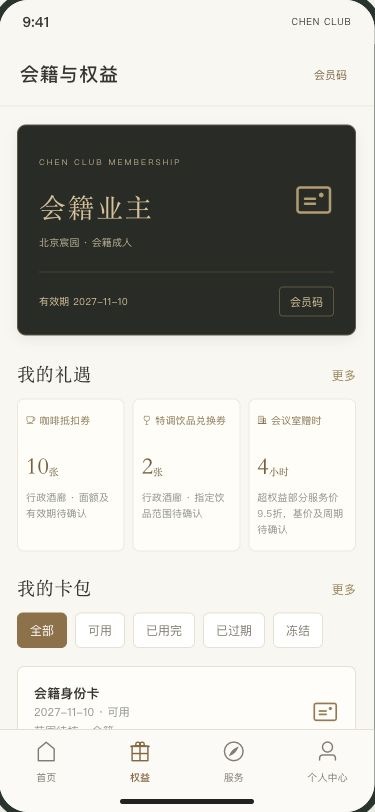 9:41
CHEN CLUB
会籍与权益
会员码
CHEN CLUB MEMBERSHIP
会籍业主
北京宸园 · 会籍成人
有效期 2027-11-10
会员码
我的礼遇
更多
咖啡抵扣券
10张
行政酒廊 · 面额及
有效期待确认
特调饮品兑换券
2张
行政酒廊 · 指定饮
品范围待确认
会议室赠时
4小时
超权益部分服务价
9.5折，基价及周期
待确认
我的卡包
更多
全部
可用
已用完
已过期
冻结
会籍身份卡
2027-11-10 · 可用
首页
权益
服务
个人中心